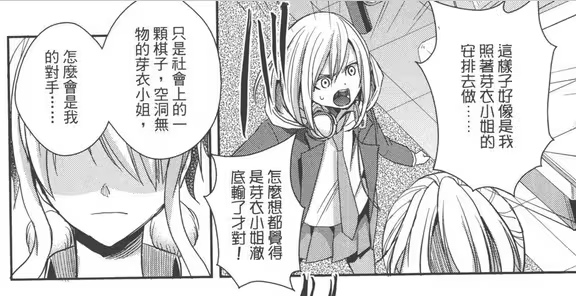 這樣子好像是我
照著芽衣小姐的
安排去做……
怎麼想都覺得
是芽衣小姐澈
底輸了才對！
只是社會上的一
顆棋子，空洞無
物的芽衣小姐，
怎麼會是我
的對手……